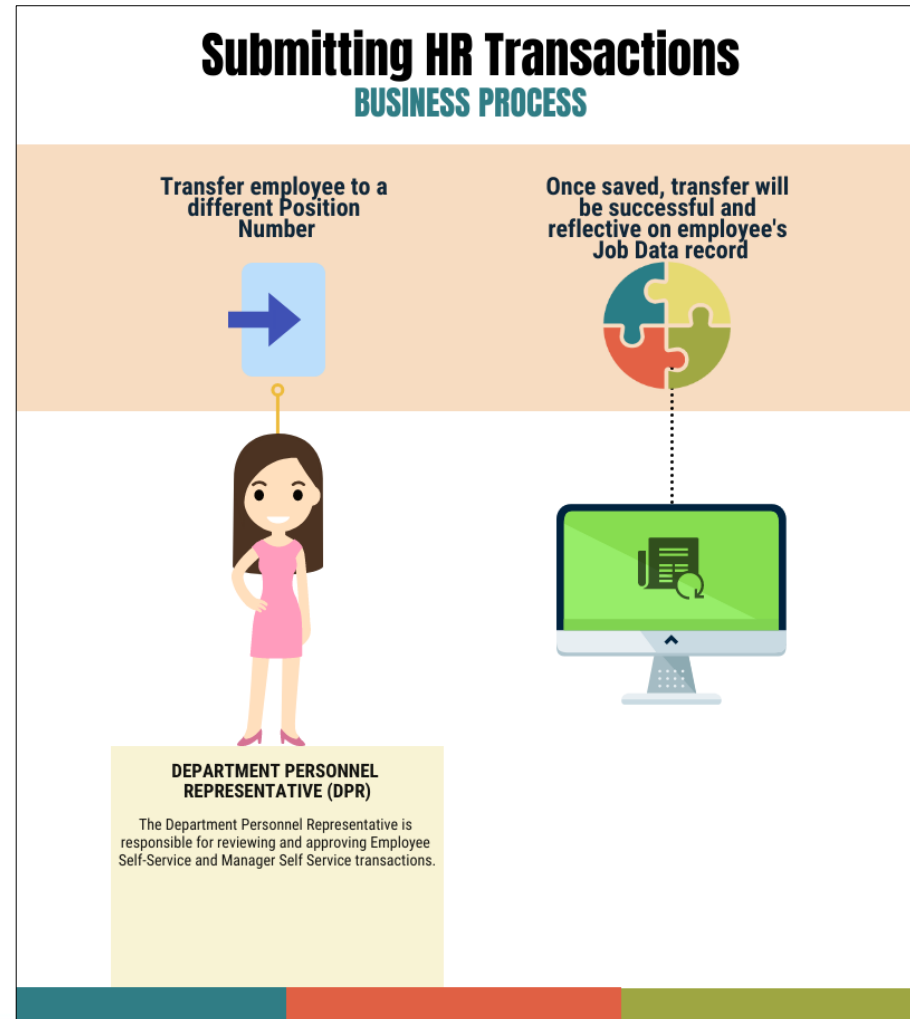 Submitting HR Transactions
BUSINESS PROCESS
Transfer employee to a
different Position
Number
Once saved, transfer will
be successful and
reflective on employee's
Job Data record
DEPARTMENT PERSONNEL
REPRESENTATIVE (DPR)
The Department Personnel Representative is
responsible for reviewing and approving Employee
Self-Service and Manager Self Service transactions.